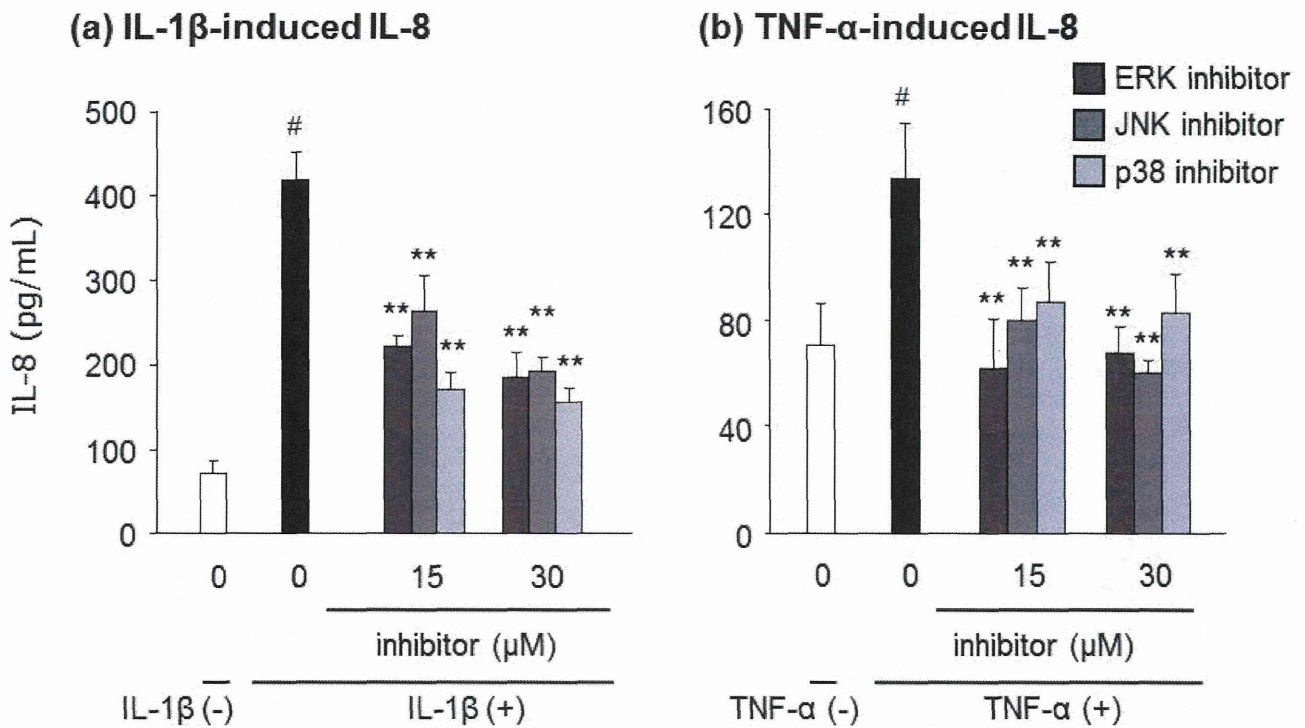 (a) IL-1β-induced IL-8
IL-8 (pg/mL)
500
400
300
200
100
0
#
**
**
**
**
**
**
0
0
15
30
inhibitor (μM)
IL-1β (-)
IL-1β (+)
(b) TNF-α-induced IL-8
ERK inhibitor
JNK inhibitor
p38 inhibitor
160
120
80
40
0
#
**
**
**
**
**
**
0
0
15
30
inhibitor (μM)
TNF-α (-)
TNF-α (+)